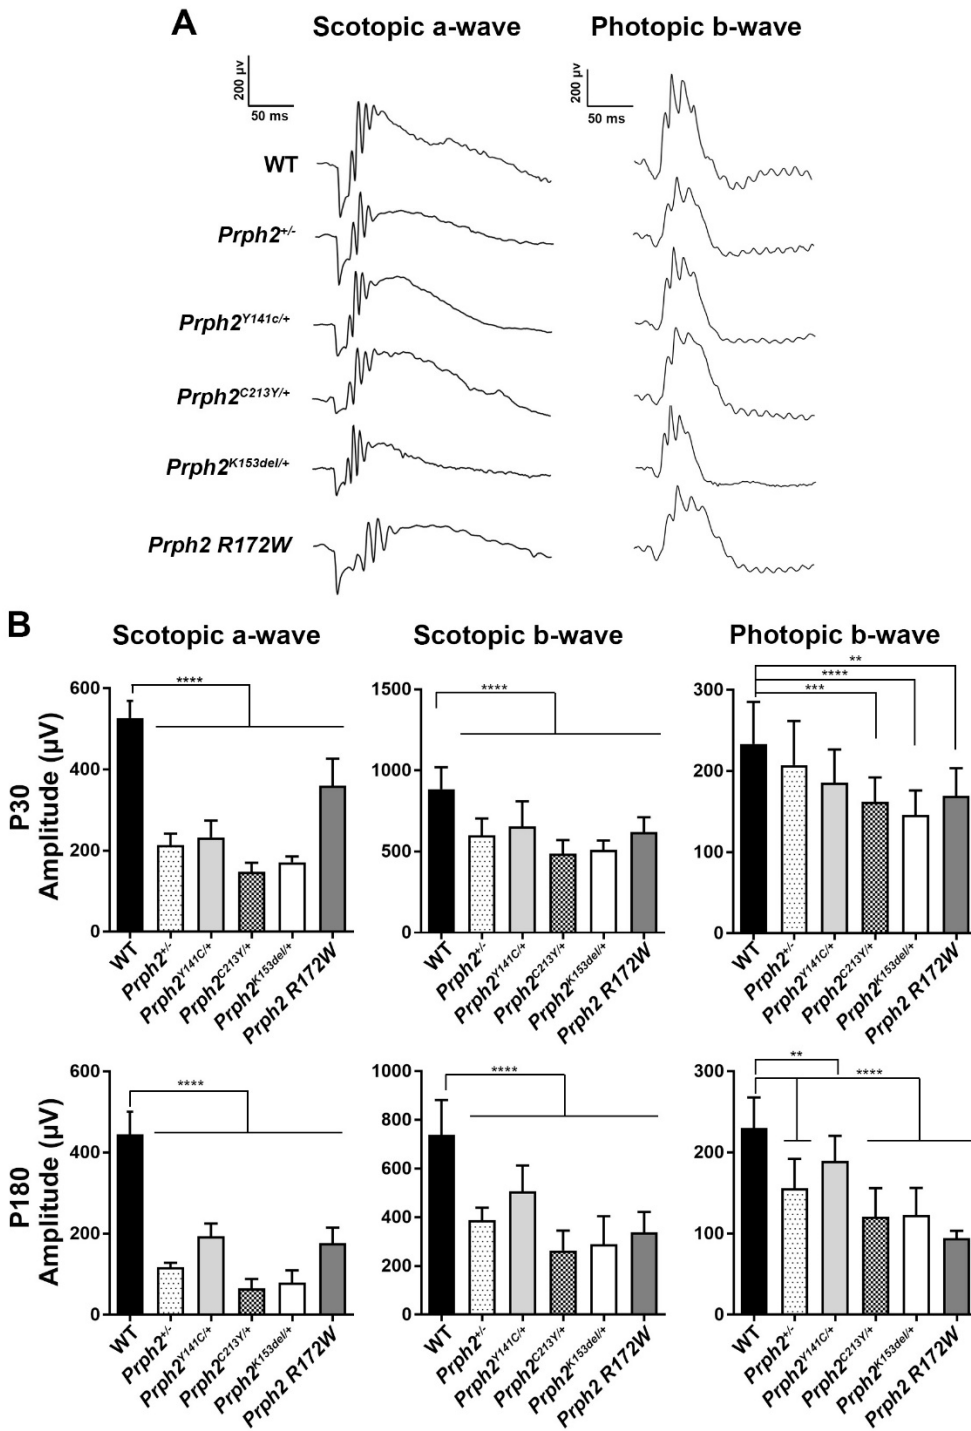 A
Scotopic a-wave Photopic b-wave
200 µv
50 ms
200 µv
50 ms
WT
Prph2+/-
Prph2Y141c/+
Prph2C213Y/+
Prph2K153del/+
Prph2 R172W
B
Scotopic a-wave Scotopic b-wave Photopic b-wave
P30
Amplitude (µV)
600
400
200
0
****
WT
Prph2+/-
Prph2Y141C/+
Prph2C213Y/+
Prph2K153del/+
Prph2 R172W
1500
1000
500
0
****
WT
Prph2+/-
Prph2Y141C/+
Prph2C213Y/+
Prph2K153del/+
Prph2 R172W
300
200
100
0
**
****
***
WT
Prph2+/-
Prph2Y141C/+
Prph2C213Y/+
Prph2K153del/+
Prph2 R172W
P180
Amplitude (µV)
600
400
200
0
****
WT
Prph2+/-
Prph2Y141C/+
Prph2C213Y/+
Prph2K153del/+
Prph2 R172W
1000
800
600
400
200
0
****
WT
Prph2+/-
Prph2Y141C/+
Prph2C213Y/+
Prph2K153del/+
Prph2 R172W
300
200
100
0
**
****
WT
Prph2+/-
Prph2Y141C/+
Prph2C213Y/+
Prph2K153del/+
Prph2 R172W